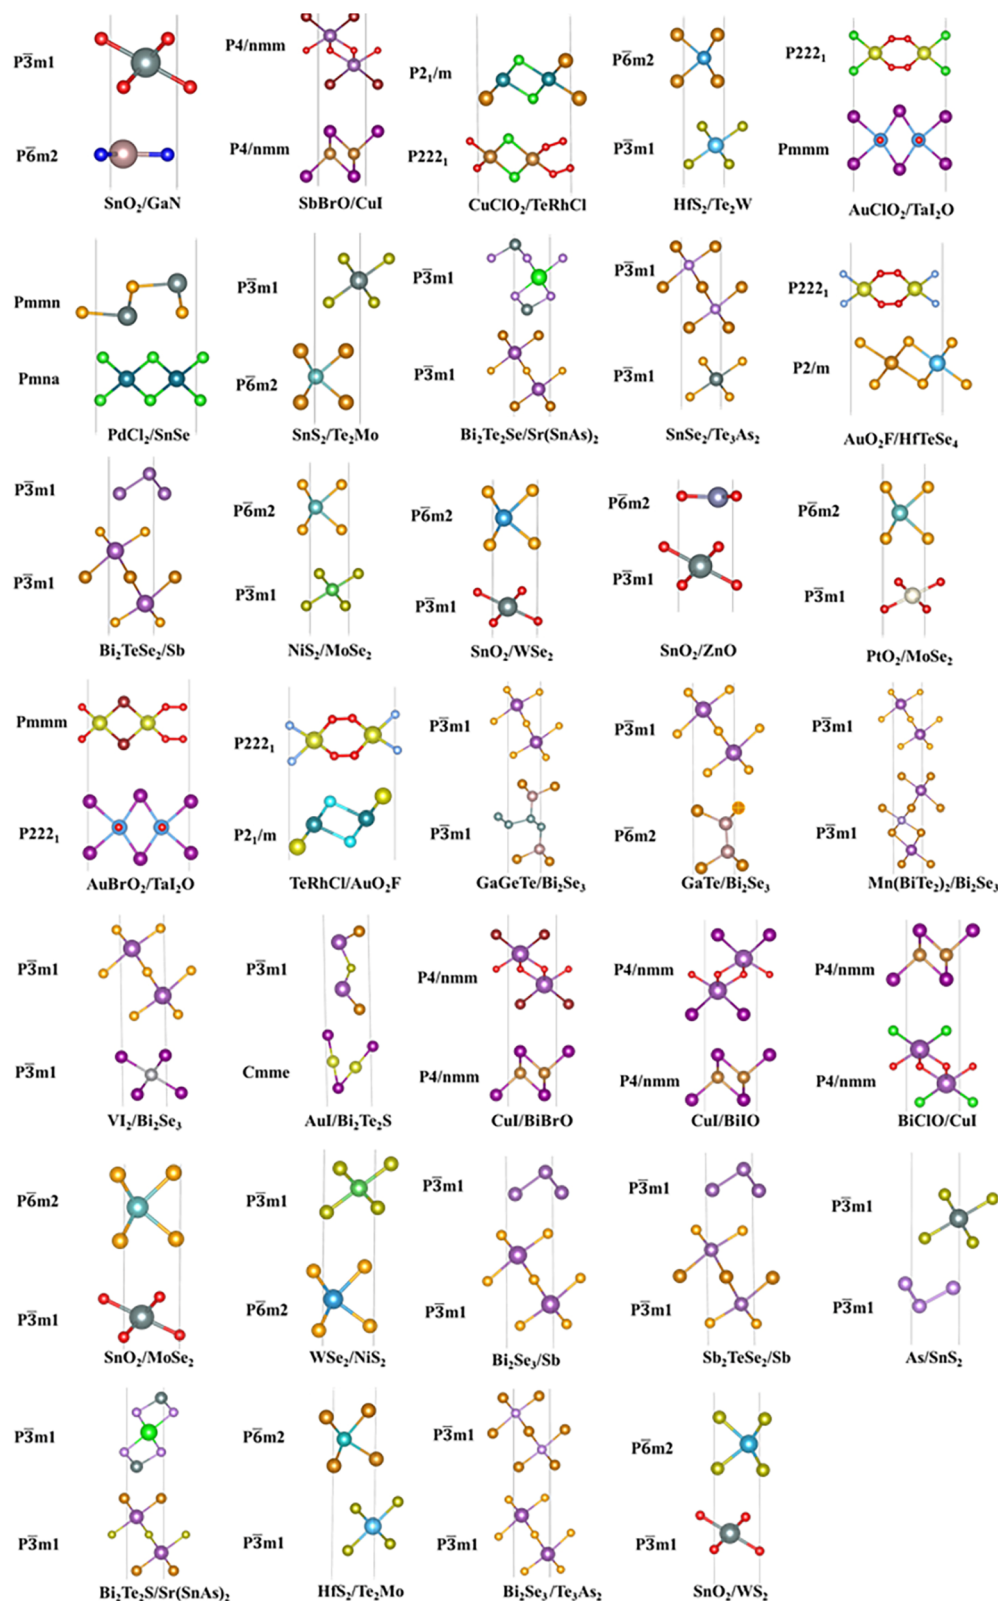 P3̅m1
P6̅m2
SnO₂/GaN
P4/nmm
P4/nmm
SbBrO/CuI
P2₁/m
P222₁
CuClO₂/TeRhCl
P6̅m2
P3̅m1
HfS₂/Te₂W
P222₁
Pmmm
AuClO₂/TaI₂O
Pmmn
Pmna
PdCl₂/SnSe
P3̅m1
P6̅m2
SnS₂/Te₂Mo
P3̅m1
P3̅m1
Bi₂Te₂Se/Sr(SnAs)₂
P3̅m1
P3̅m1
SnSe₂/Te₃As₂
P222₁
P2/m
AuO₂F/HfTeSe₄
P3̅m1
P3̅m1
Bi₂TeSe₂/Sb
P6̅m2
P3̅m1
NiS₂/MoSe₂
P6̅m2
P3̅m1
SnO₂/WSe₂
P6̅m2
P3̅m1
SnO₂/ZnO
P6̅m2
P3̅m1
PtO₂/MoSe₂
Pmmm
P222₁
AuBrO₂/TaI₂O
P222₁
P2₁/m
TeRhCl/AuO₂F
P3̅m1
P3̅m1
GaGeTe/Bi₂Se₃
P3̅m1
P6̅m2
GaTe/Bi₂Se₃
P3̅m1
P3̅m1
Mn(BiTe₂)₂/Bi₂Se₃
P3̅m1
P3̅m1
VI₂/Bi₂Se₃
P3̅m1
Cmme
AuI/Bi₂Te₂S
P4/nmm
P4/nmm
CuI/BiBrO
P4/nmm
P4/nmm
CuI/BiIO
P4/nmm
P4/nmm
BiClO/CuI
P6̅m2
P3̅m1
SnO₂/MoSe₂
P3̅m1
P6̅m2
WSe₂/NiS₂
P3̅m1
P3̅m1
Bi₂Se₃/Sb
P3̅m1
P3̅m1
Sb₂TeSe₂/Sb
P3̅m1
P3̅m1
As/SnS₂
P3̅m1
P3̅m1
Bi₂Te₂S/Sr(SnAs)₂
P6̅m2
P3̅m1
HfS₂/Te₂Mo
P3̅m1
P3̅m1
Bi₂Se₃/Te₃As₂
P6̅m2
P3̅m1
SnO₂/WS₂